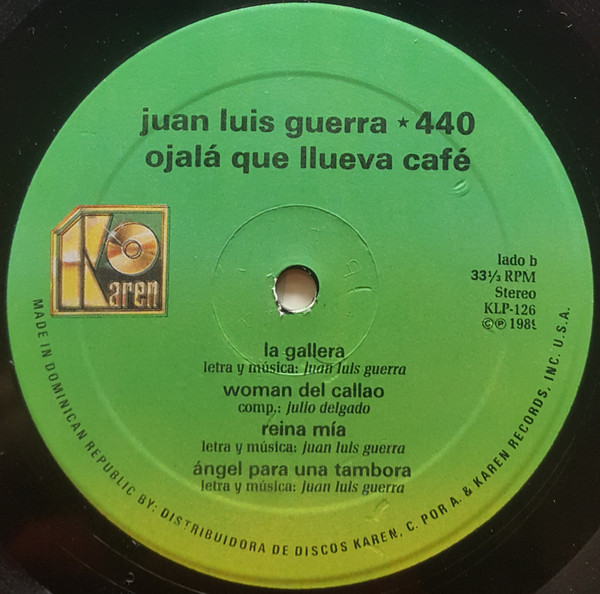 juan luis guerra ★ 440
ojalá que llueva café
Karen
lado b
33⅓ RPM
Stereo
KLP-126
©℗ 1989
la gallera
letra y música: juan luis guerra
woman del callao
comp.: julio delgado
reina mía
letra y música: juan luis guerra
ángel para una tambora
letra y música: juan luis guerra
MADE IN DOMINICAN REPUBLIC BY: DISTRIBUIDORA DE DISCOS KAREN, C. POR A. & KAREN RECORDS, INC. U.S.A.